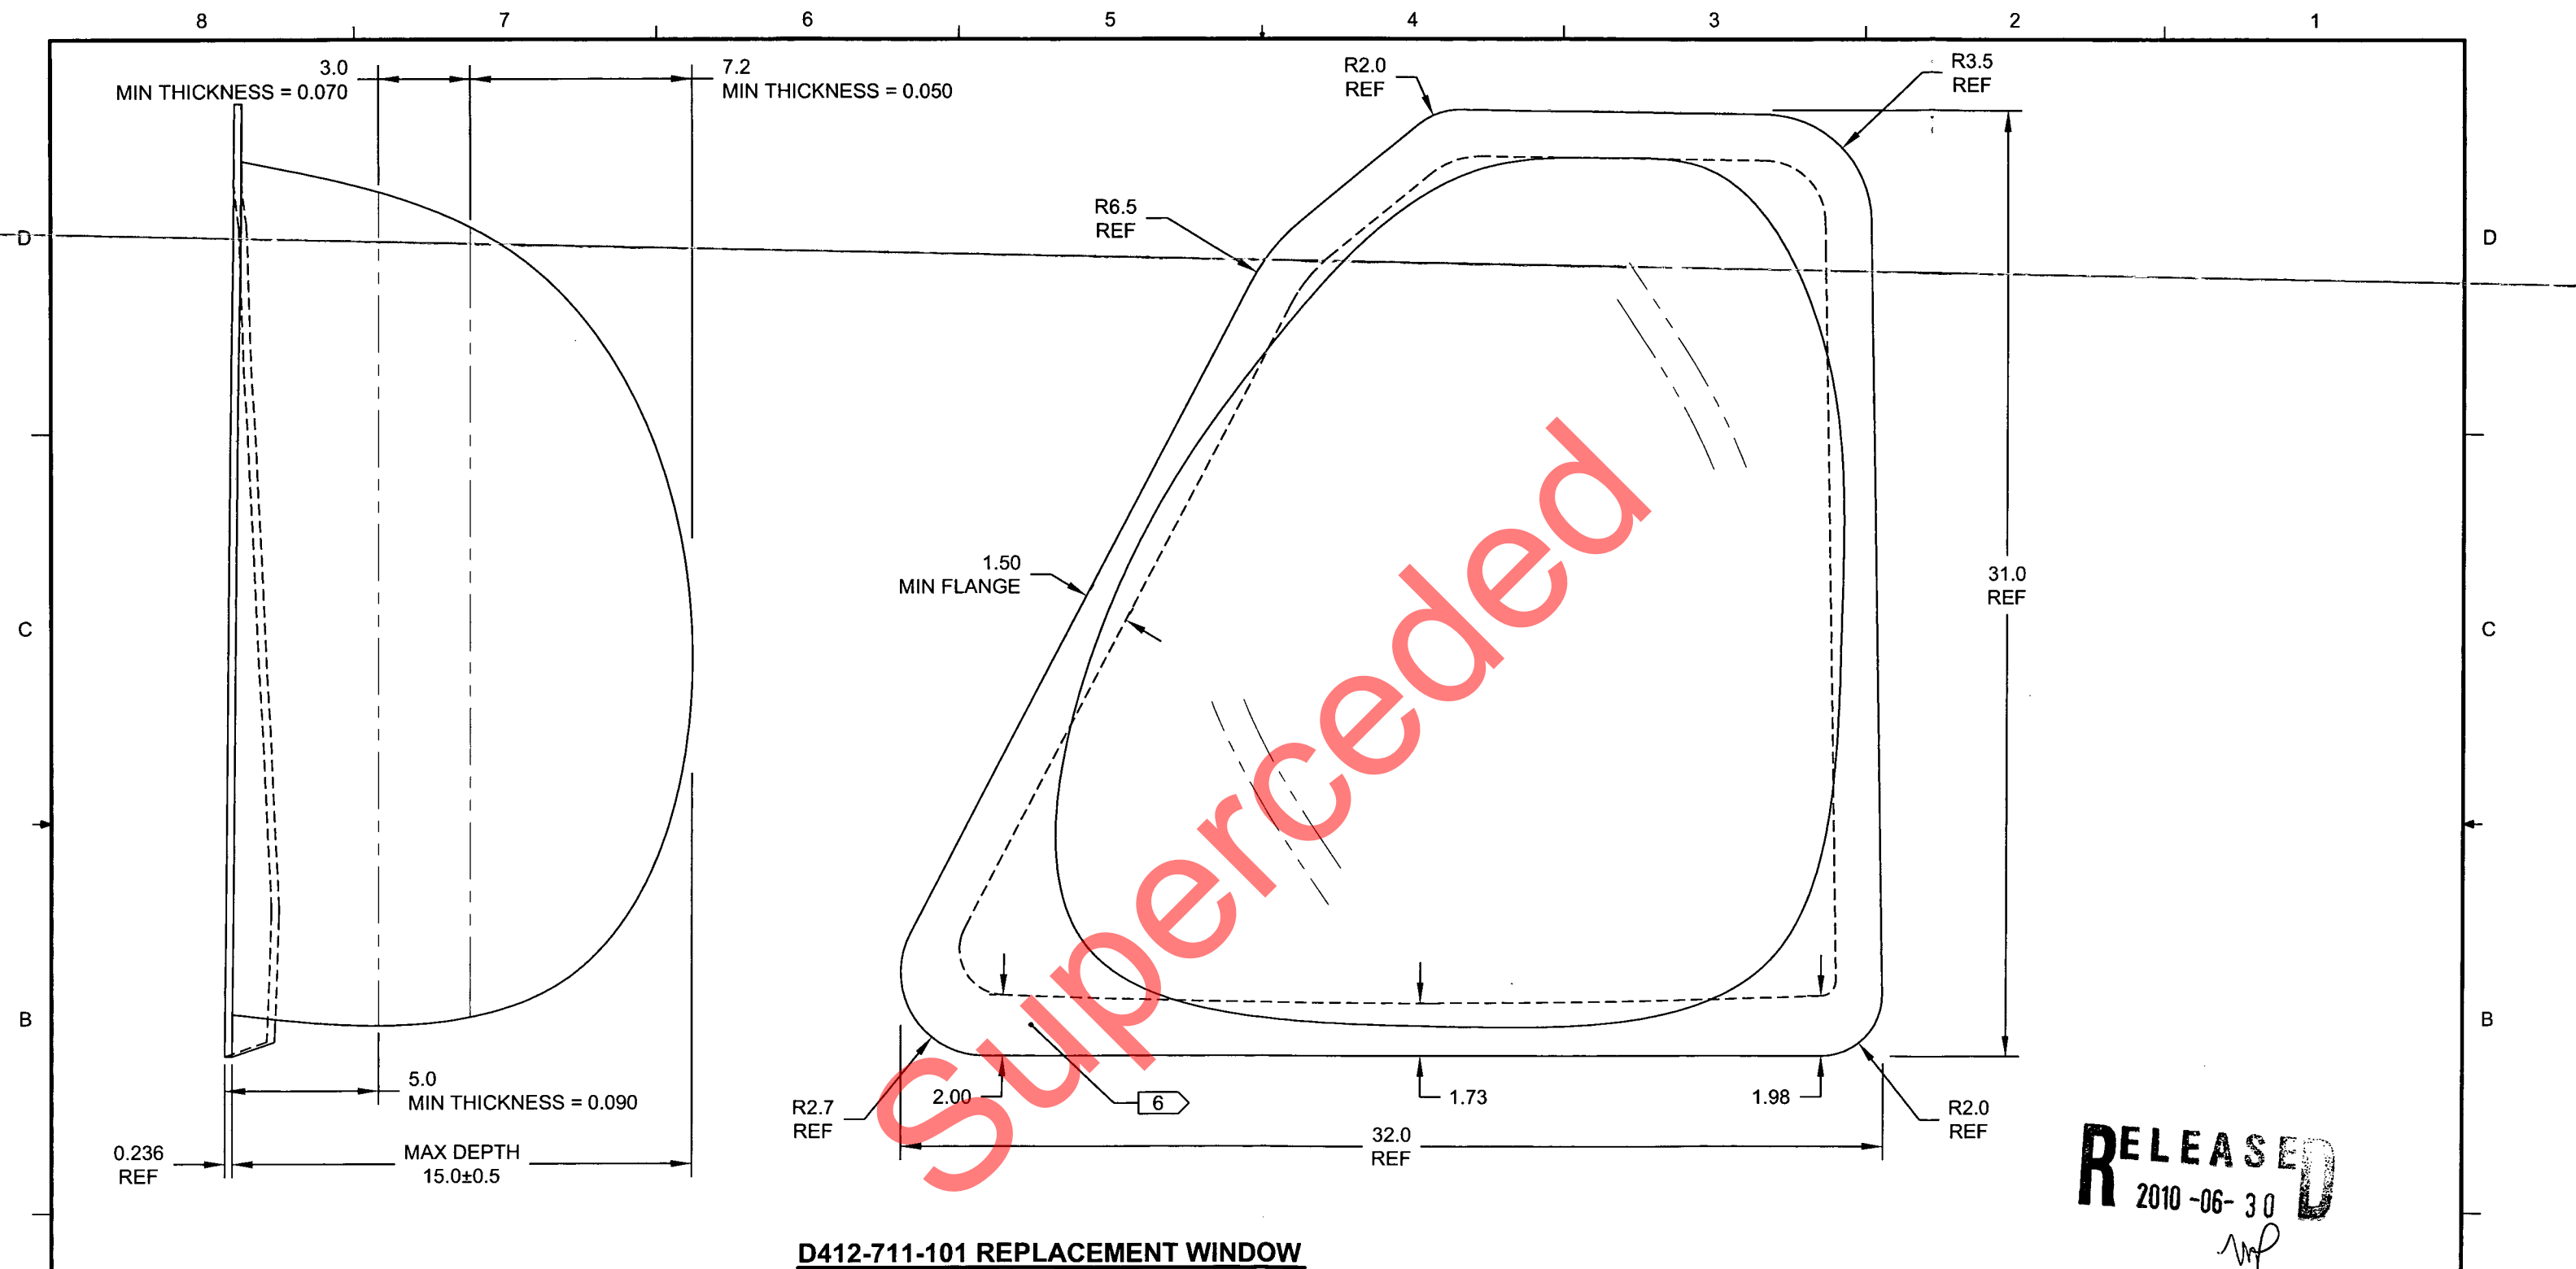 8 7 6 5 4 3 2 1
3.0
MIN THICKNESS = 0.070
7.2
MIN THICKNESS = 0.050
R2.0
REF
R3.5
REF
R6.5
REF
D
D
1.50
MIN FLANGE
31.0
REF
C
C
Superceded
B
B
5.0
MIN THICKNESS = 0.090
0.236
REF
MAX DEPTH
15.0±0.5
R2.7
REF
2.00
6
1.73
1.98
R2.0
REF
32.0
REF
RELEASED
2010-06-30
D412-711-101 REPLACEMENT WINDOW